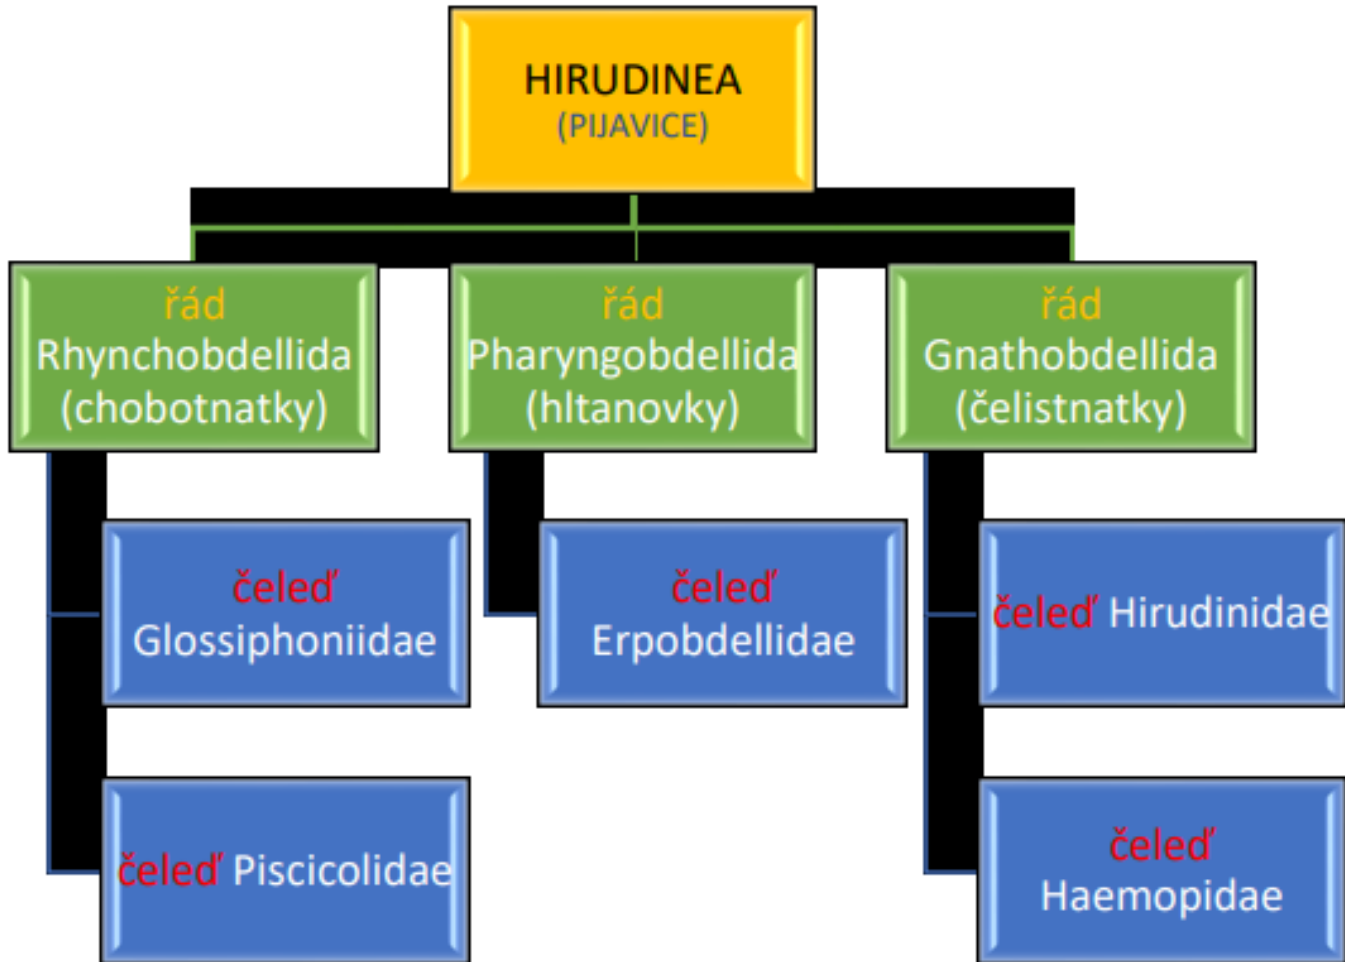 HIRUDINEA
(PIJAVICE)
řád
Rhynchobdellida
(chobotnatky)
řád
Pharyngobdellida
(hltanovky)
řád
Gnathobdellida
(čelistnatky)
čeleď
Glossiphoniidae
čeleď
Erpobdellidae
čeleď Hirudinidae
čeleď Piscicolidae
čeleď
Haemopidae